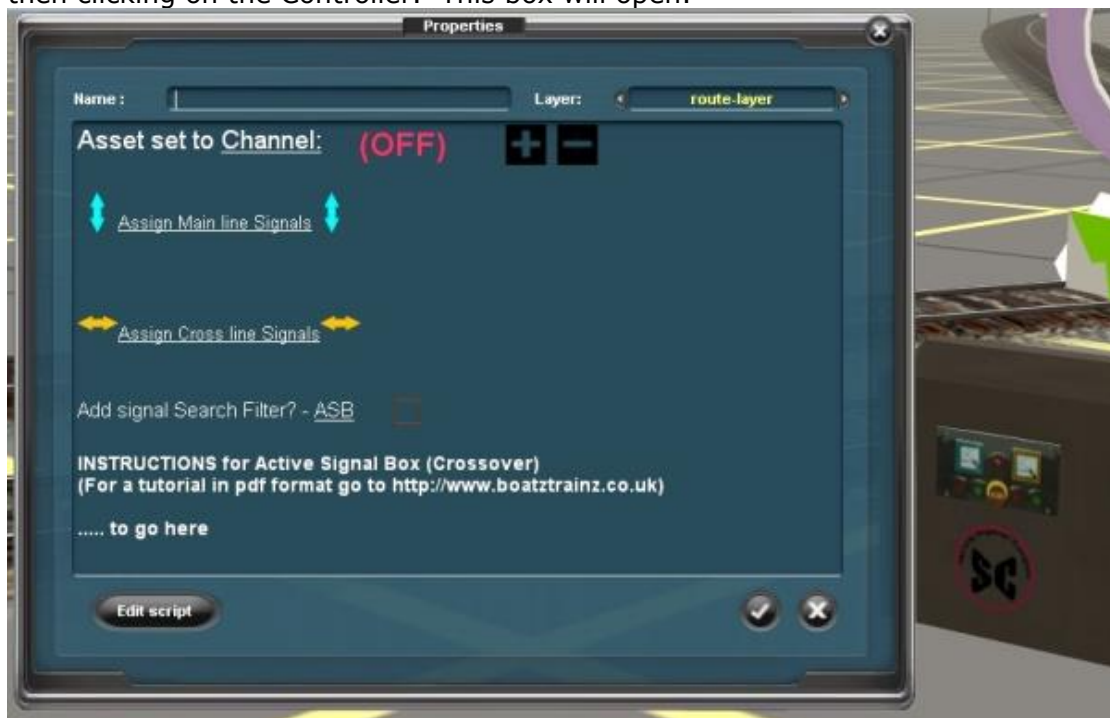 then clicking on the Controller. This box will open.
Properties
Name :
Layer: route-layer
Asset set to Channel: (OFF)
Assign Main line Signals
Assign Cross line Signals
Add signal Search Filter? - ASB
INSTRUCTIONS for Active Signal Box (Crossover)
(For a tutorial in pdf format go to http://www.boatztrainz.co.uk)
..... to go here
Edit script
SC